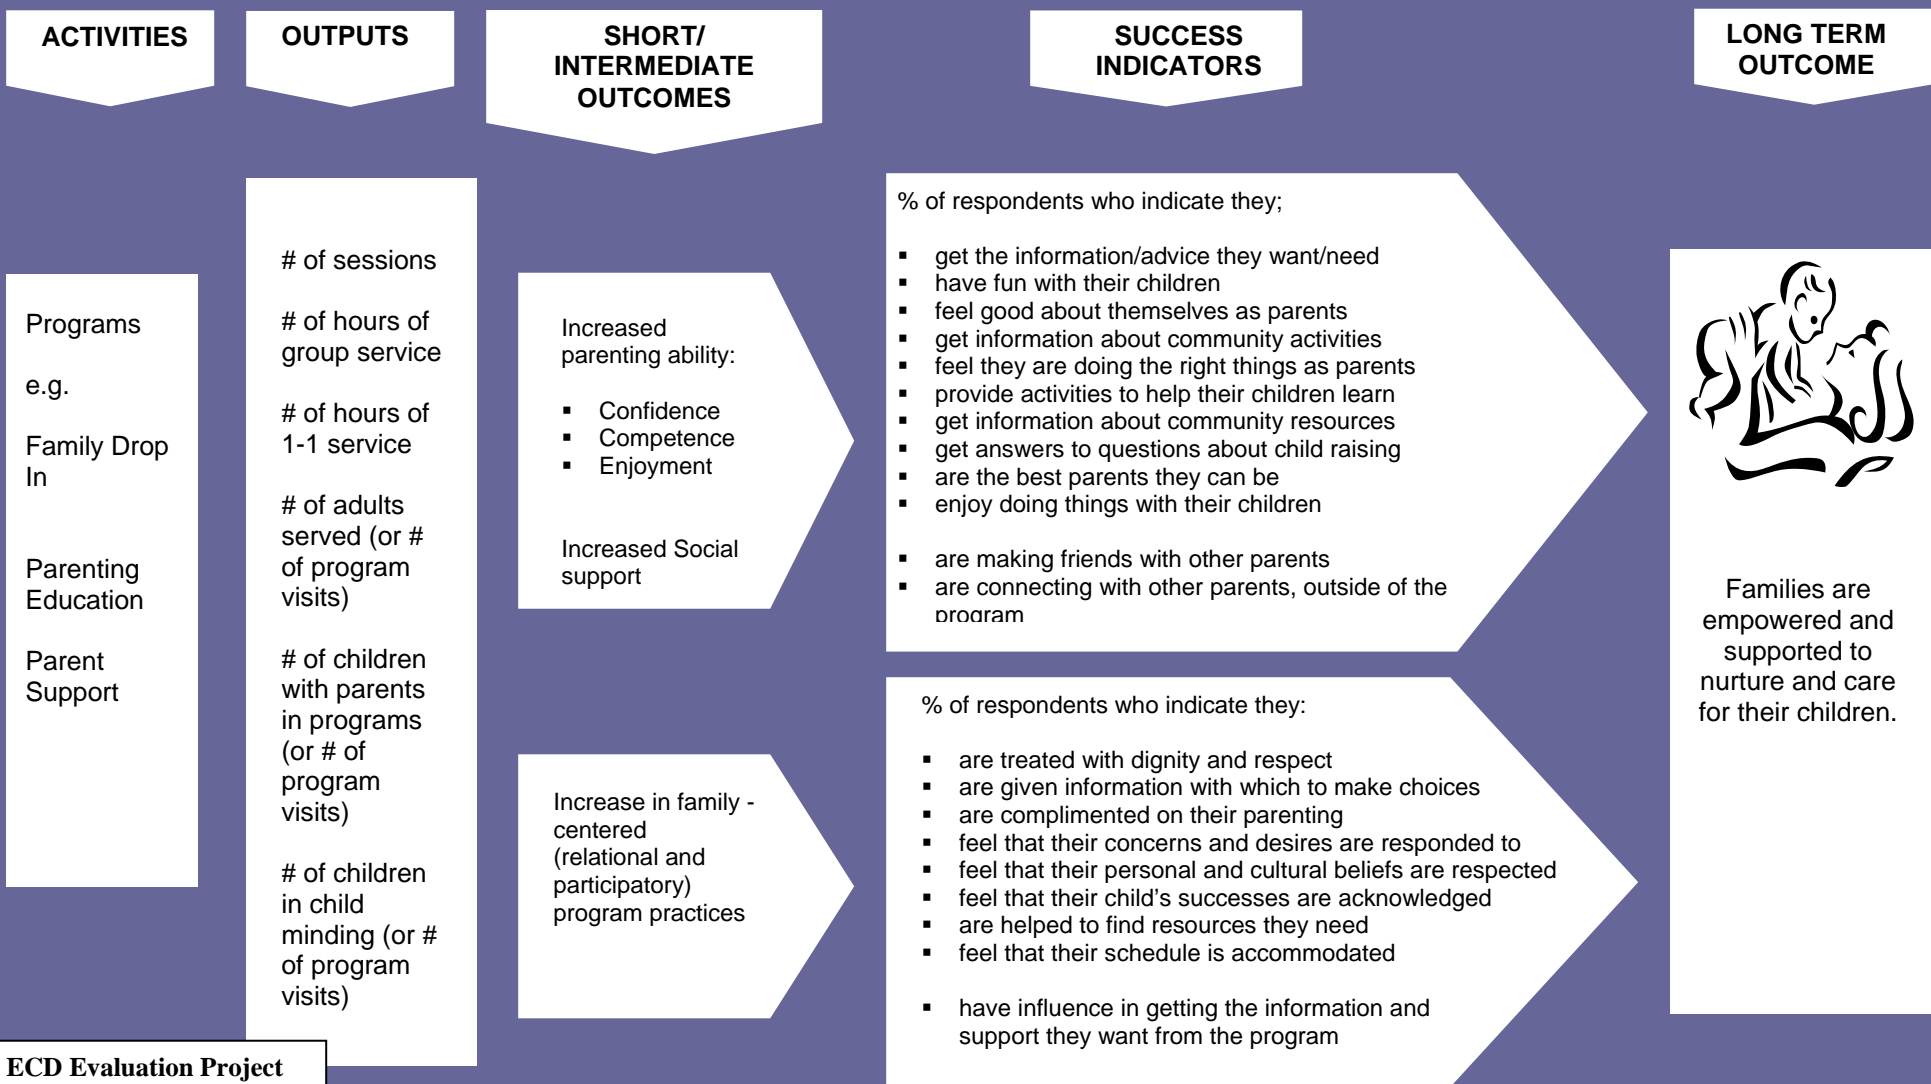 ACTIVITIES
OUTPUTS
SHORT/
INTERMEDIATE
OUTCOMES
SUCCESS
INDICATORS
LONG TERM
OUTCOME
Programs
e.g.
Family Drop
In
Parenting
Education
Parent
Support
# of sessions
# of hours of
group service
# of hours of
1-1 service
# of adults
served (or #
of program
visits)
# of children
with parents
in programs
(or # of
program
visits)
# of children
in child
minding (or #
of program
visits)
Increased
parenting ability:
▪ Confidence
▪ Competence
▪ Enjoyment
Increased Social
support
Increase in family -
centered
(relational and
participatory)
program practices
% of respondents who indicate they;
▪ get the information/advice they want/need
▪ have fun with their children
▪ feel good about themselves as parents
▪ get information about community activities
▪ feel they are doing the right things as parents
▪ provide activities to help their children learn
▪ get information about community resources
▪ get answers to questions about child raising
▪ are the best parents they can be
▪ enjoy doing things with their children
▪ are making friends with other parents
▪ are connecting with other parents, outside of the
program
% of respondents who indicate they:
▪ are treated with dignity and respect
▪ are given information with which to make choices
▪ are complimented on their parenting
▪ feel that their concerns and desires are responded to
▪ feel that their personal and cultural beliefs are respected
▪ feel that their child’s successes are acknowledged
▪ are helped to find resources they need
▪ feel that their schedule is accommodated
▪ have influence in getting the information and
support they want from the program
Families are
empowered and
supported to
nurture and care
for their children.
ECD Evaluation Project